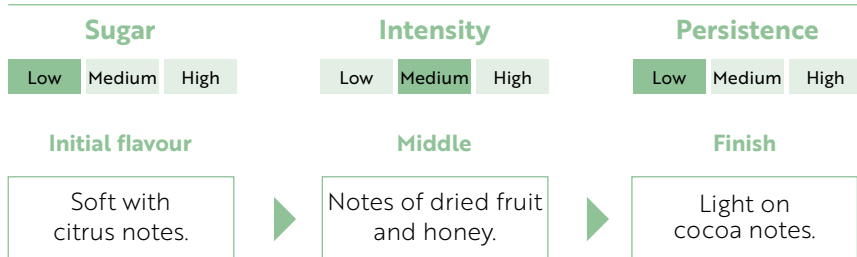 Sugar Intensity Persistence
Low Medium High Low Medium High Low Medium High
Initial flavour Middle Finish
Soft with
citrus notes.
Notes of dried fruit
and honey.
Light on
cocoa notes.